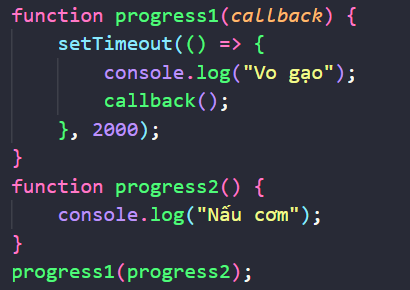 function progress1(callback) {
    setTimeout(() => {
        console.log("Vo gạo");
        callback();
    }, 2000);
}
function progress2() {
    console.log("Nấu cơm");
}
progress1(progress2);